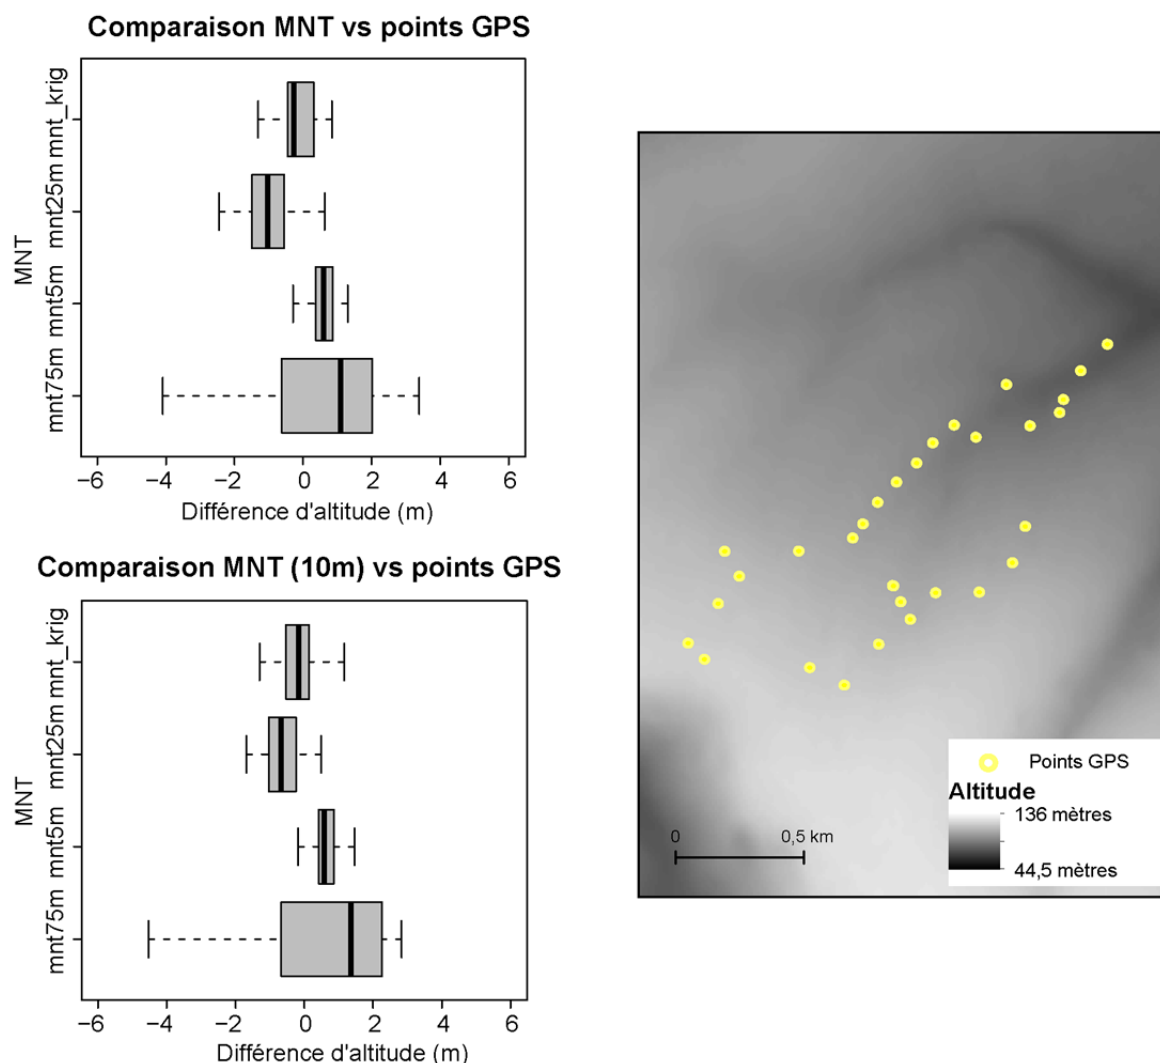 Comparaison MNT vs points GPS
MNT
mnt_krig
mnt25m
mnt5m
mnt75m
−6 −4 −2 0 2 4 6
Différence d'altitude (m)
Comparaison MNT (10m) vs points GPS
MNT
mnt_krig
mnt25m
mnt5m
mnt75m
−6 −4 −2 0 2 4 6
Différence d'altitude (m)
Points GPS
Altitude
136 mètres
44,5 mètres
0 0,5 km